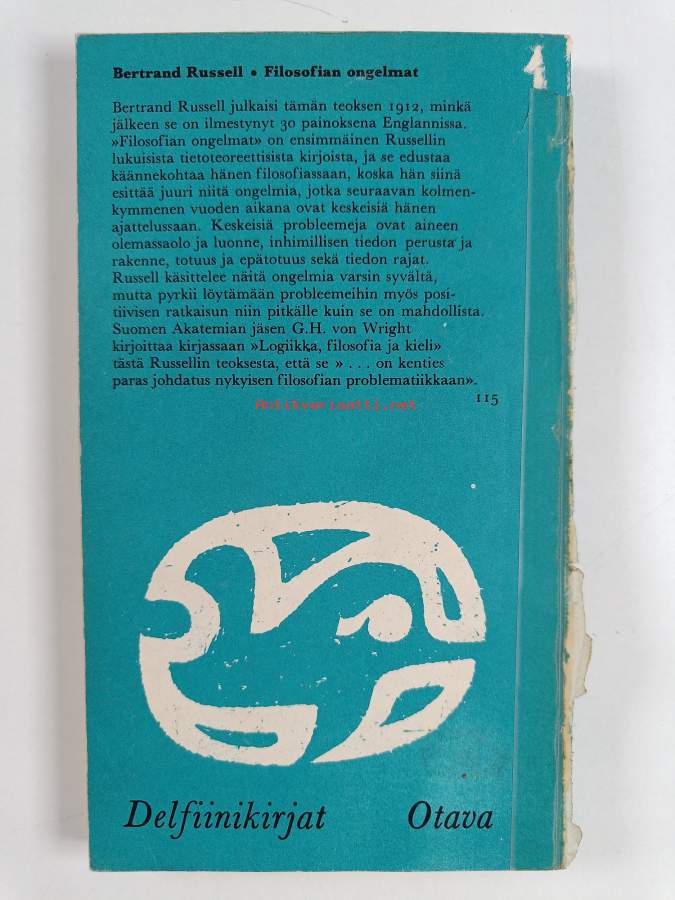 Bertrand Russell • Filosofian ongelmat
Bertrand Russell julkaisi tämän teoksen 1912, minkä
jälkeen se on ilmestynyt 30 painoksena Englannissa.
»Filosofian ongelmat» on ensimmäinen Russellin
lukuisista tietoteoreettisista kirjoista, ja se edustaa
käännekohtaa hänen filosofiassaan, koska hän siinä
esittää juuri niitä ongelmia, jotka seuraavan kolmen-
kymmenen vuoden aikana ovat keskeisiä hänen
ajattelussaan. Keskeisiä probleemeja ovat aineen
olemassaolo ja luonne, inhimillisen tiedon perusta ja
rakenne, totuus ja epätotuus sekä tiedon rajat.
Russell käsittelee näitä ongelmia varsin syvältä,
mutta pyrkii löytämään probleemeihin myös posi-
tiivisen ratkaisun niin pitkälle kuin se on mahdollista.
Suomen Akatemian jäsen G.H. von Wright
kirjoittaa kirjassaan »Logiikka, filosofia ja kieli»
tästä Russellin teoksesta, että se » . . . on kenties
paras johdatus nykyisen filosofian problematiikkaan».
115
Antikvariaatti.net
Delfiinikirjat Otava